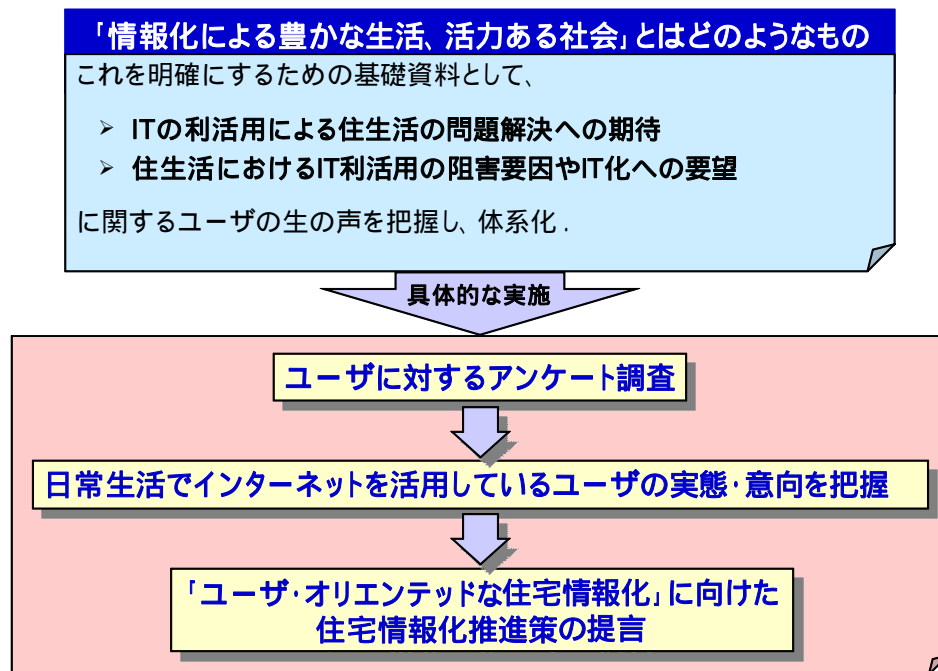 「情報化による豊かな生活、活力ある社会」とはどのようなもの
これを明確にするための基礎資料として、
➢ ITの利活用による住生活の問題解決への期待
➢ 住生活におけるIT利活用の阻害要因やIT化への要望
に関するユーザの生の声を把握し、体系化.
具体的な実施
ユーザに対するアンケート調査
日常生活でインターネットを活用しているユーザの実態・意向を把握
「ユーザ・オリエンテッドな住宅情報化」に向けた
住宅情報化推進策の提言